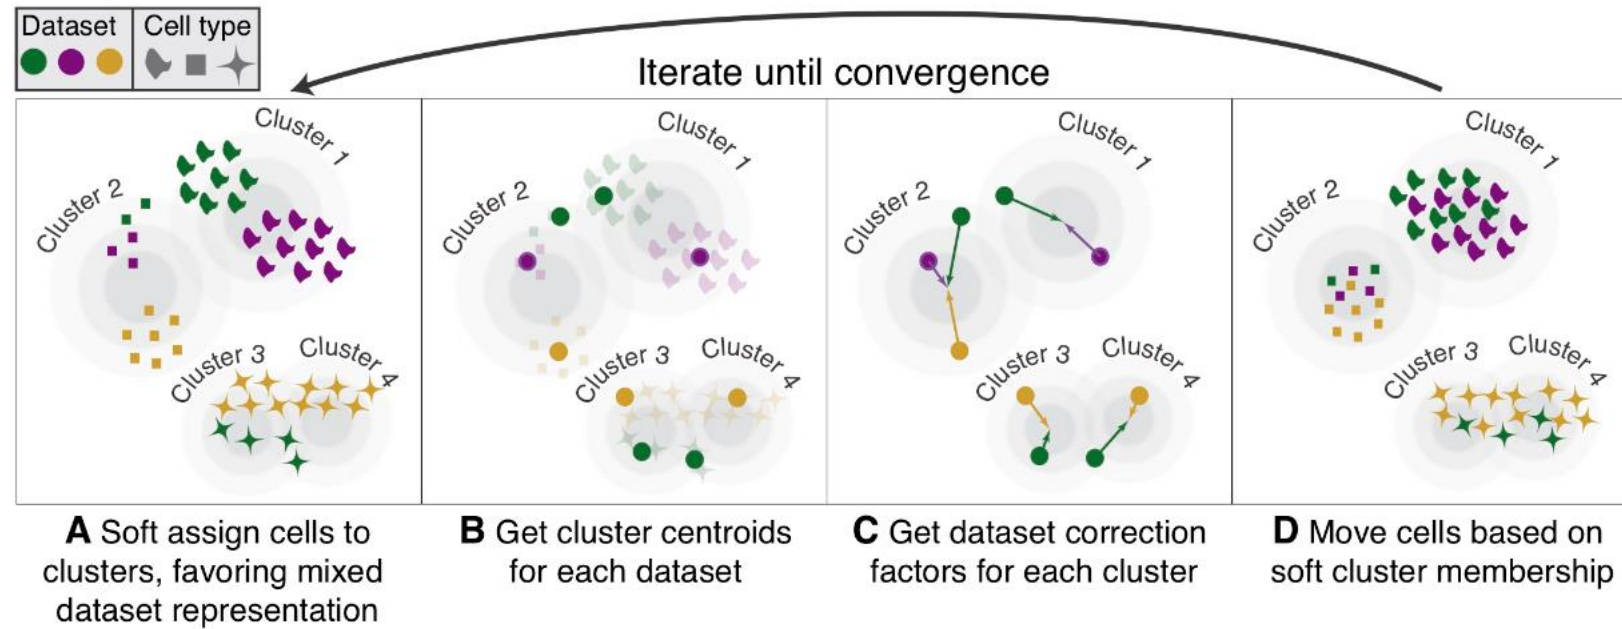 Dataset
Cell type
Iterate until convergence
Cluster 1
Cluster 2
Cluster 3
Cluster 4
Cluster 1
Cluster 2
Cluster 3
Cluster 4
Cluster 1
Cluster 2
Cluster 3
Cluster 4
Cluster 1
Cluster 2
Cluster 3
Cluster 4
A Soft assign cells to
clusters, favoring mixed
dataset representation
B Get cluster centroids
for each dataset
C Get dataset correction
factors for each cluster
D Move cells based on
soft cluster membership